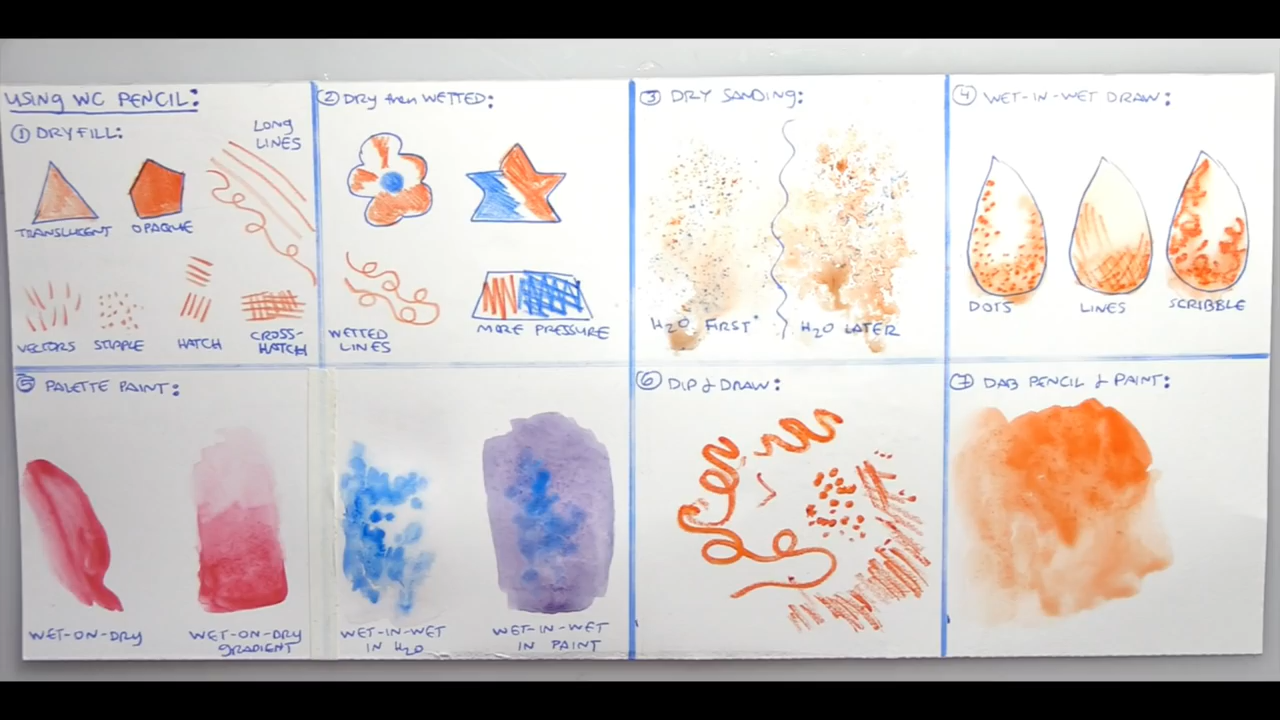 USING WC PENCIL:
① DRY FILL:
LONG
LINES
TRANSLUCENT
OPAQUE
VECTORS
STIPPLE
HATCH
CROSS-
HATCH
② DRY then WETTED:
WETTED
LINES
MORE PRESSURE
③ DRY SANDING:
H2O FIRST
H2O LATER
④ WET-IN-WET DRAW:
DOTS
LINES
SCRIBBLE
⑤ PALETTE PAINT:
WET-ON-DRY
WET-ON-DRY
GRADIENT
WET-IN-WET
IN H2O
WET-IN-WET
IN PAINT
⑥ DIP & DRAW:
⑦ DAB PENCIL & PAINT: